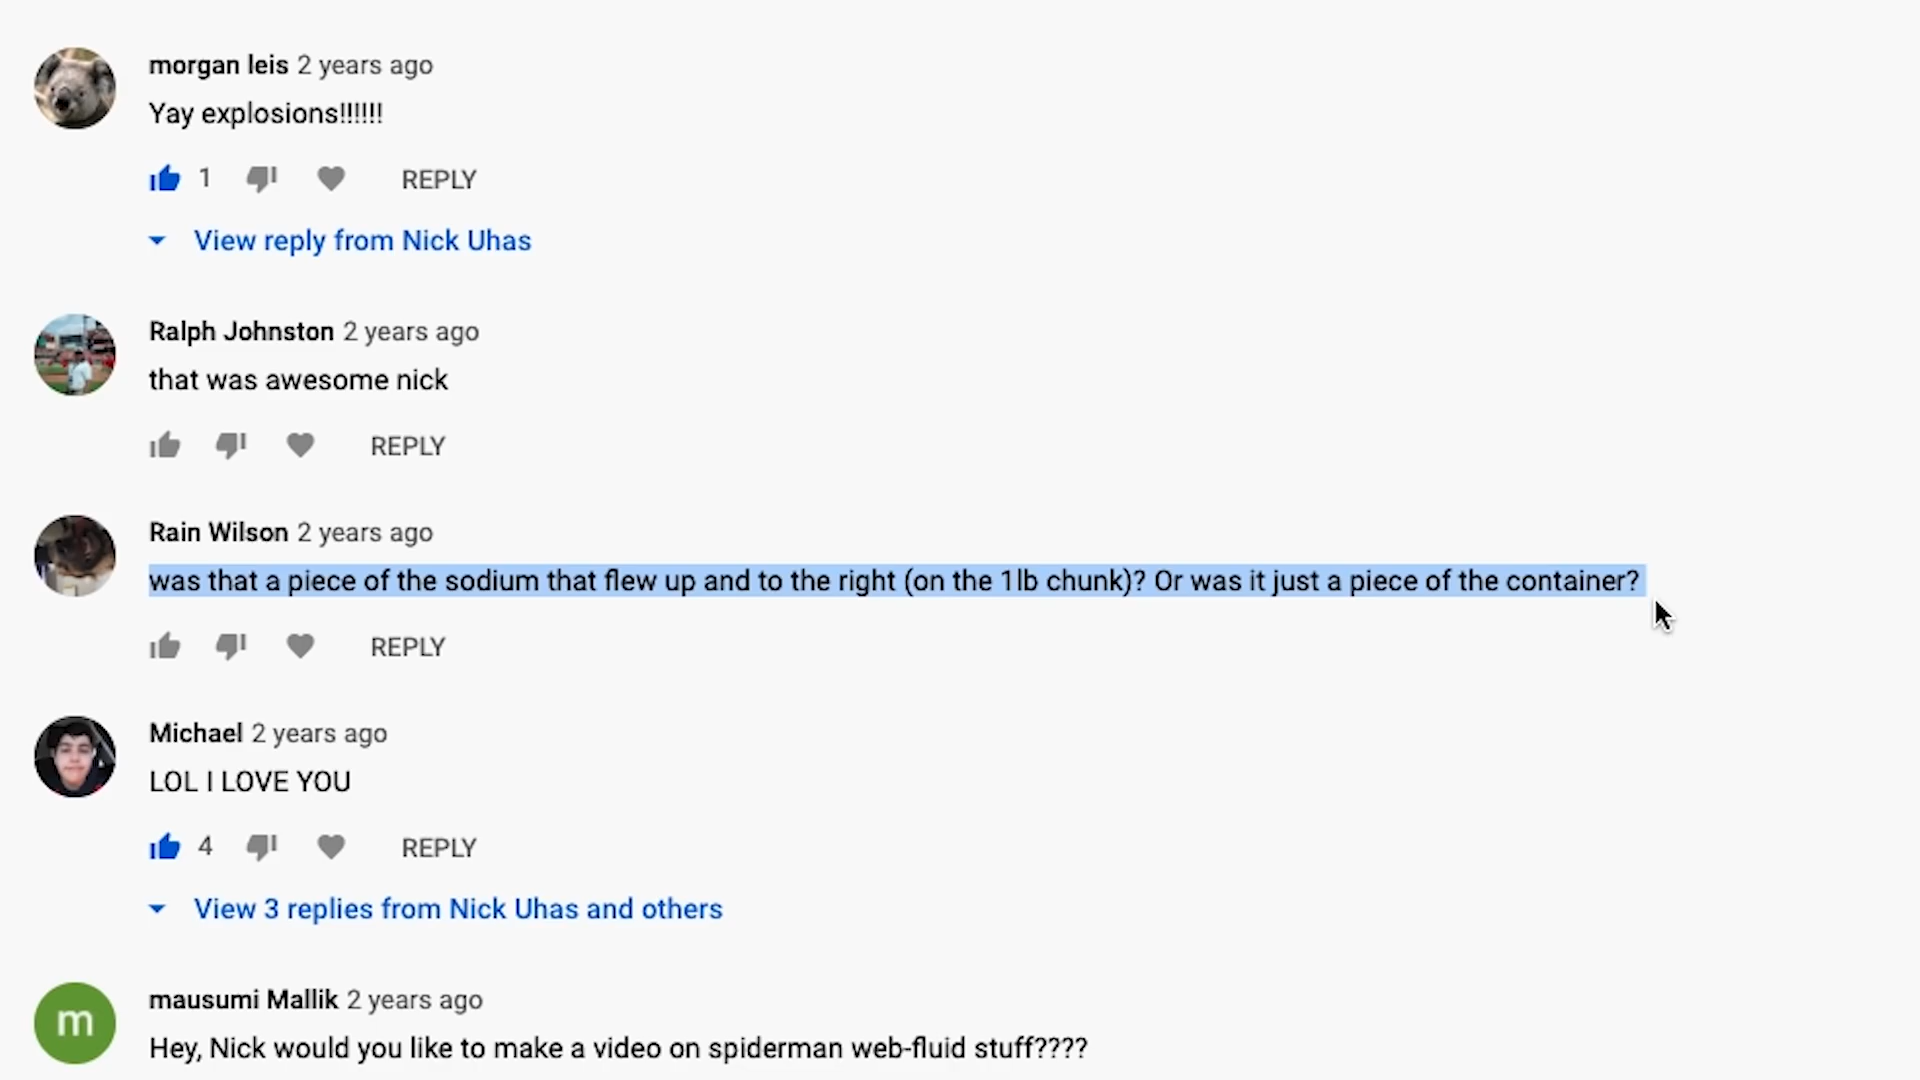 morgan leis 2 years ago
Yay explosions!!!!!!
1 REPLY
View reply from Nick Uhas
Ralph Johnston 2 years ago
that was awesome nick
REPLY
Rain Wilson 2 years ago
was that a piece of the sodium that flew up and to the right (on the 1lb chunk)? Or was it just a piece of the container?
REPLY
Michael 2 years ago
LOL I LOVE YOU
4 REPLY
View 3 replies from Nick Uhas and others
m
mausumi Mallik 2 years ago
Hey, Nick would you like to make a video on spiderman web-fluid stuff????